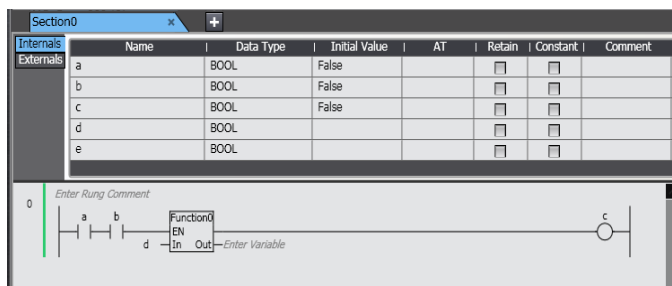 Section0 × +
Internals Name Data Type Initial Value AT Retain Constant Comment
Externals
a BOOL False
b BOOL False
c BOOL False
d BOOL
e BOOL
0 Enter Rung Comment
a b Function0 c
EN
d In Out Enter Variable